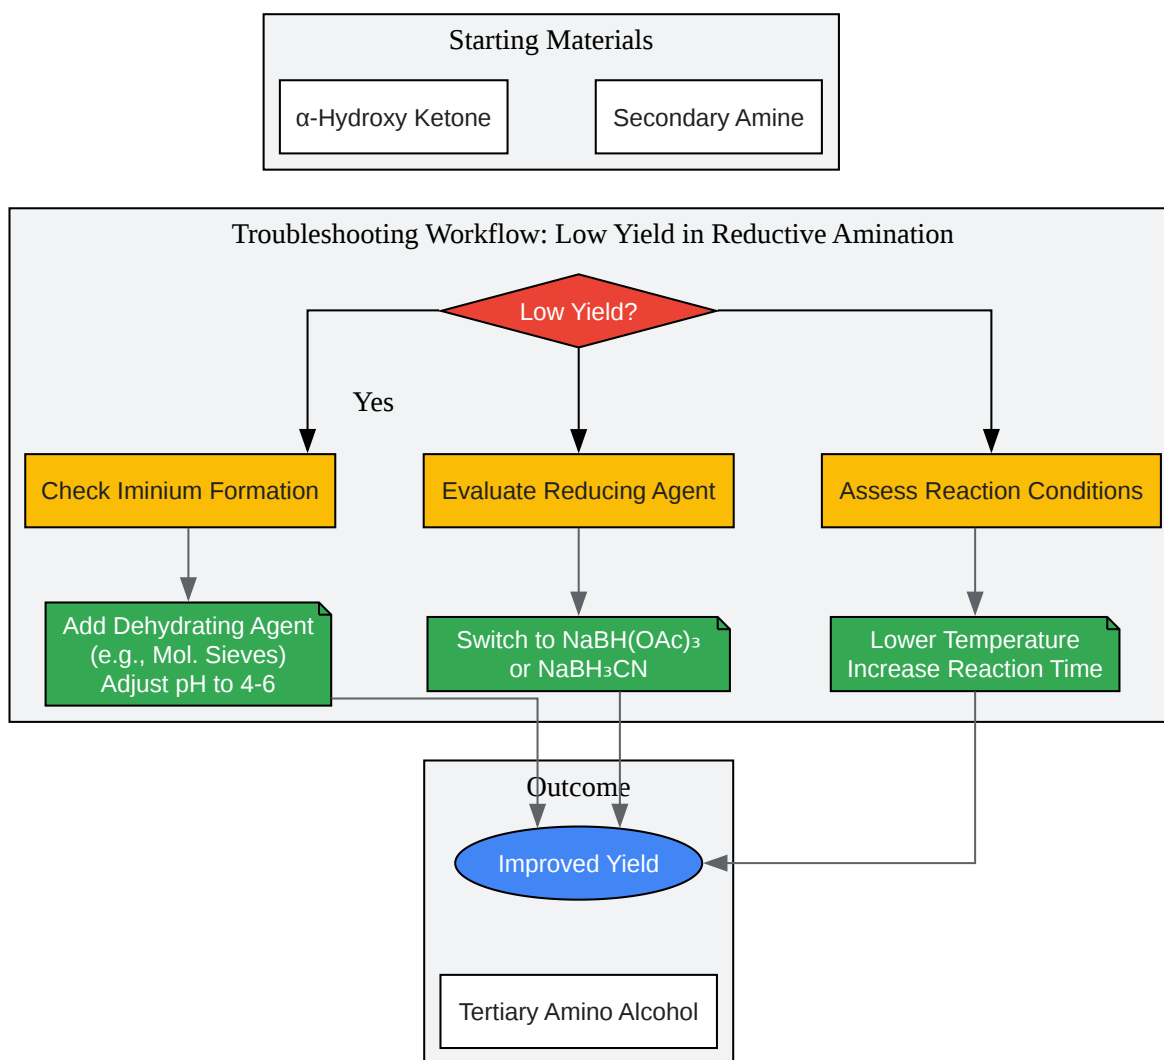 Starting Materials
α-Hydroxy Ketone
Secondary Amine
Troubleshooting Workflow: Low Yield in Reductive Amination
Low Yield?
Yes
Check Iminium Formation
Evaluate Reducing Agent
Assess Reaction Conditions
Add Dehydrating Agent
(e.g., Mol. Sieves)
Adjust pH to 4-6
Switch to NaBH(OAc)₃
or NaBH₃CN
Lower Temperature
Increase Reaction Time
Outcome
Improved Yield
Tertiary Amino Alcohol